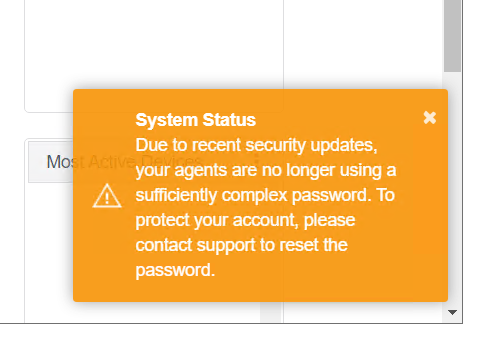 System Status
Due to recent security updates,
your agents are no longer using a
sufficiently complex password. To
protect your account, please
contact support to reset the
password.
Most Active Devices